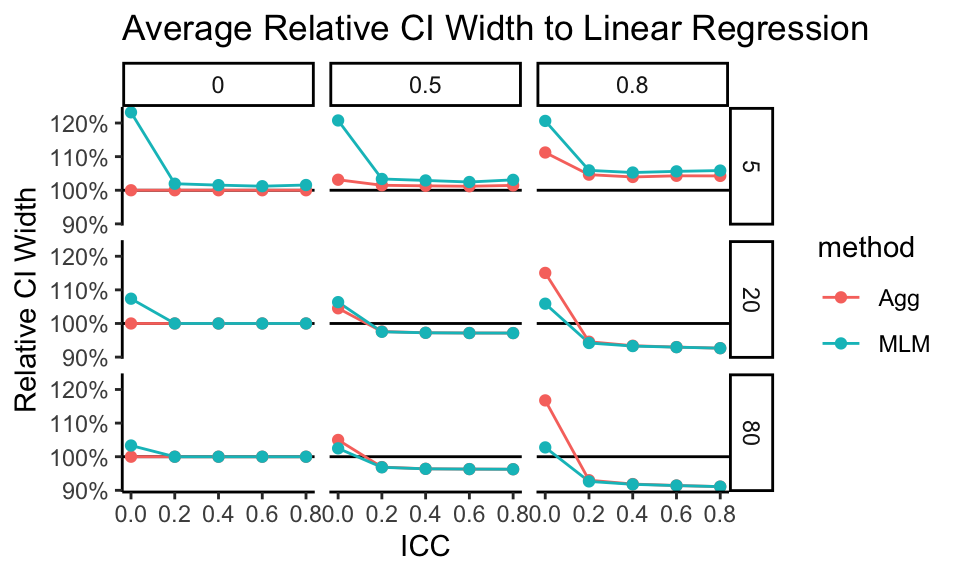 Average Relative CI Width to Linear Regression
0 0.5 0.8
120%
110%
100%
90%
5
120%
110%
100%
90%
20
120%
110%
100%
90%
80
Relative CI Width
0.0 0.2 0.4 0.6 0.8 0.0 0.2 0.4 0.6 0.8 0.0 0.2 0.4 0.6 0.8
ICC
method
Agg
MLM